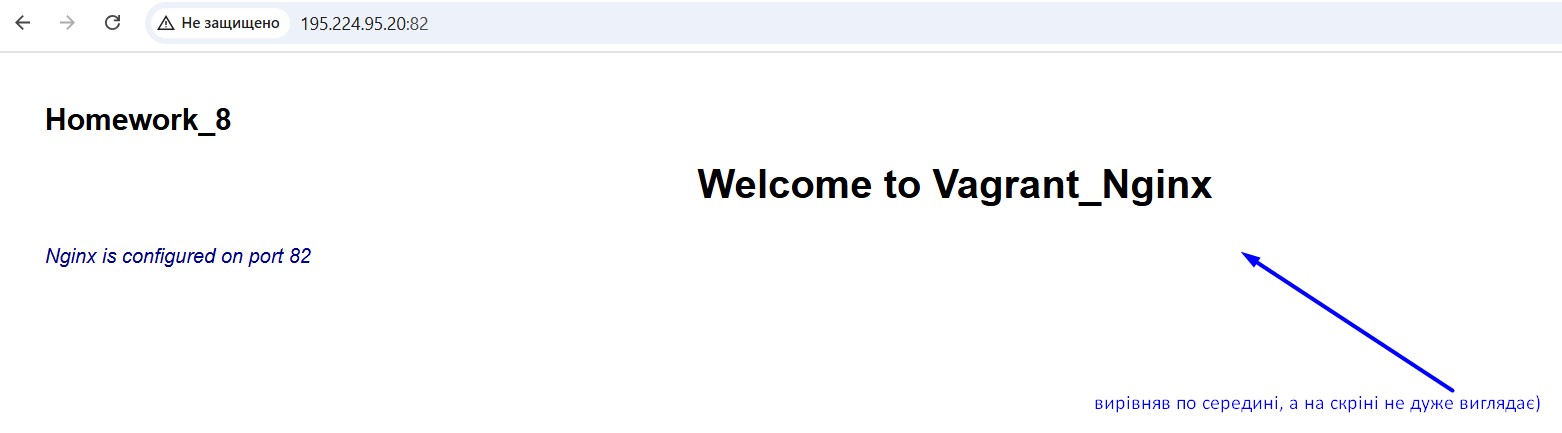 Не защищено 195.224.95.20:82
Homework_8
Welcome to Vagrant_Nginx
Nginx is configured on port 82
вирівняв по середині, а на скріні не дуже виглядає)